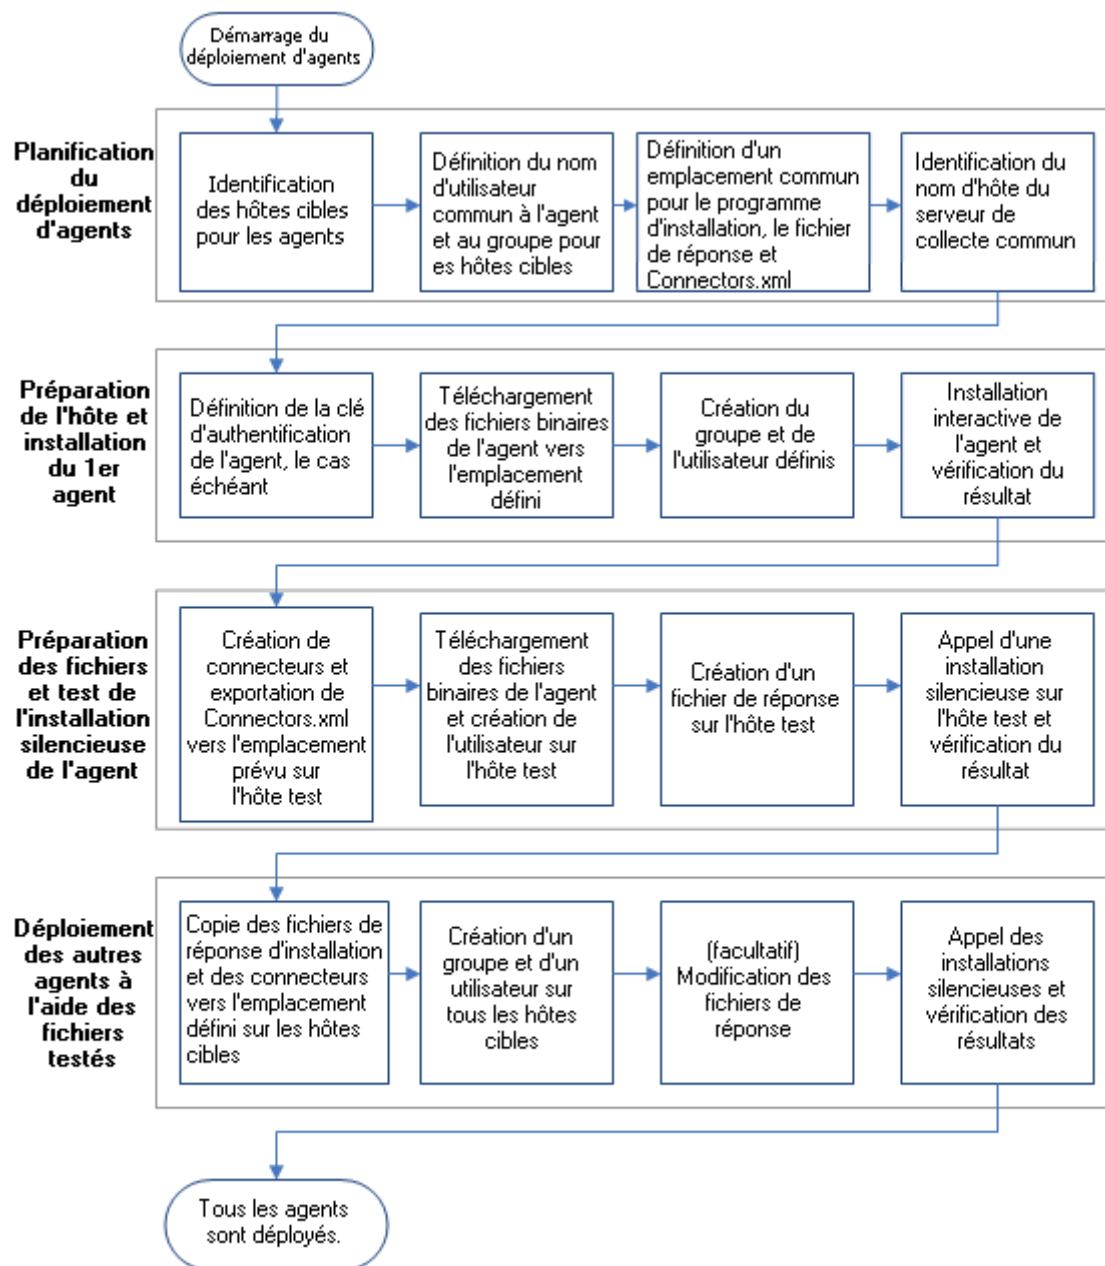 Démarrage du
déploiement d'agents
Planification
du
déploiement
d'agents
Identification
des hôtes cibles
pour les agents
Définition du nom
d'utilisateur
commun à l'agent
et au groupe pour
es hôtes cibles
Définition d'un
emplacement commun
pour le programme
d'installation, le fichier
de réponse et
Connectors.xml
Identification du
nom d'hôte du
serveur de
collecte commun
Préparation
de l'hôte et
installation
du 1er
agent
Définition de la clé
d'authentification
de l'agent, le cas
échéant
Téléchargement
des fichiers binaires
de l'agent vers
l'emplacement
défini
Création du
groupe et de
l'utilisateur définis
Installation
interactive de
l'agent et
vérification du
résultat
Préparation
des fichiers
et test de
l'installation
silencieuse
de l'agent
Création de
connecteurs et
exportation de
Connectors.xml
vers l'emplacement
prévu sur
l'hôte test
Téléchargement
des fichiers
binaires de l'agent
et création de
l'utilisateur sur
l'hôte test
Création d'un
fichier de réponse
sur l'hôte test
Appel d'une
installation
silencieuse sur
l'hôte test et
vérification du
résultat
Déploiement
des autres
agents à
l'aide des
fichiers
testés
Copie des fichiers de
réponse d'installation
et des connecteurs
vers l'emplacement
défini sur les hôtes
cibles
Création d'un
groupe et d'un
utilisateur sur
tous les hôtes
cibles
(facultatif)
Modification des
fichiers de
réponse
Appel des
installations
silencieuses et
vérification des
résultats
Tous les agents
sont déployés.